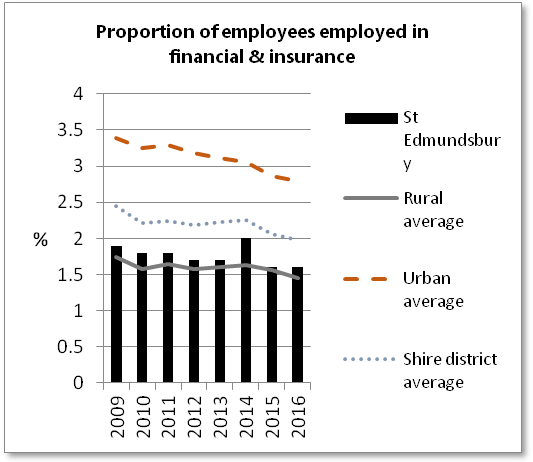 Proportion of employees employed in
financial & insurance
4
3.5
3
2.5
2
1.5
1
0.5
0
%
2009
2010
2011
2012
2013
2014
2015
2016
St
Edmundsbur
y
Rural
average
Urban
average
Shire district
average